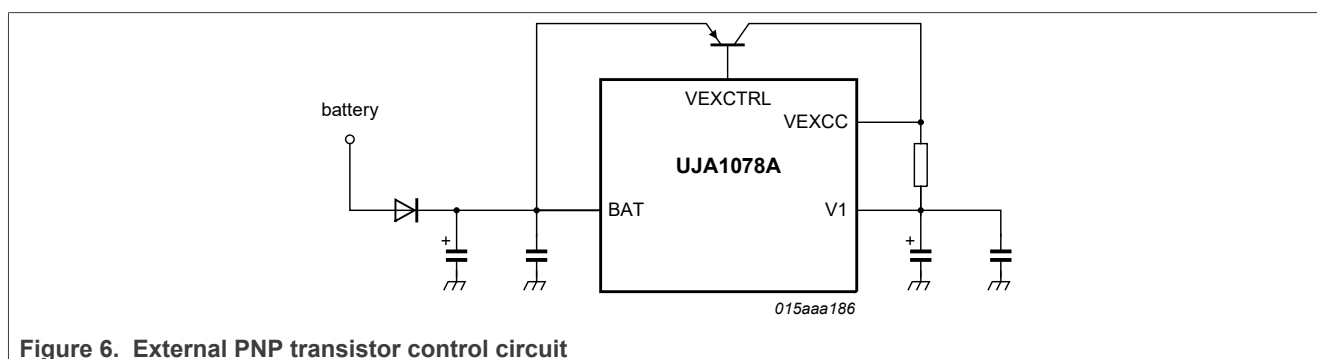 VEXCTRL
battery
VEXCC
UJA1078A
BAT
V1
+
+
015aaa186
Figure 6. External PNP transistor control circuit